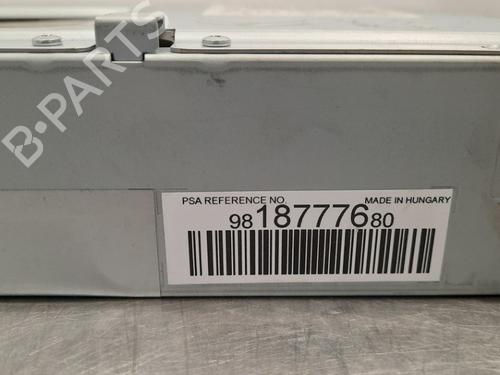 B-PARTS
PSA REFERENCE NO. MADE IN HUNGARY
9818777680